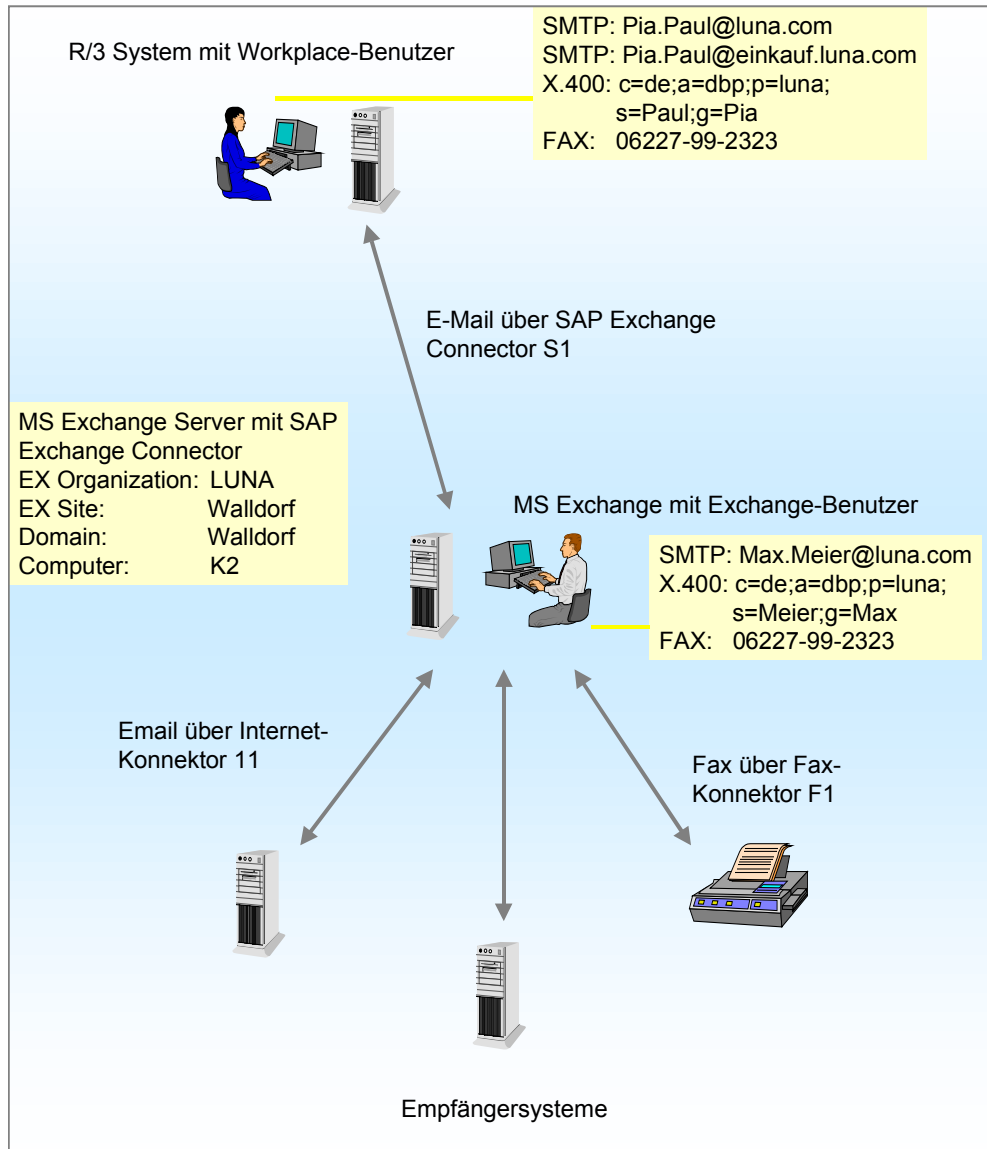 R/3 System mit Workplace-Benutzer
SMTP: Pia.Paul@luna.com
SMTP: Pia.Paul@einkauf.luna.com
X.400: c=de;a=dbp;p=luna;
s=Paul;g=Pia
FAX: 06227-99-2323
E-Mail über SAP Exchange
Connector S1
MS Exchange Server mit SAP
Exchange Connector
EX Organization: LUNA
EX Site: Walldorf
Domain: Walldorf
Computer: K2
MS Exchange mit Exchange-Benutzer
SMTP: Max.Meier@luna.com
X.400: c=de;a=dbp;p=luna;
s=Meier;g=Max
FAX: 06227-99-2323
Email über Internet-
Konnektor 11
Fax über Fax-
Konnektor F1
Empfängersysteme